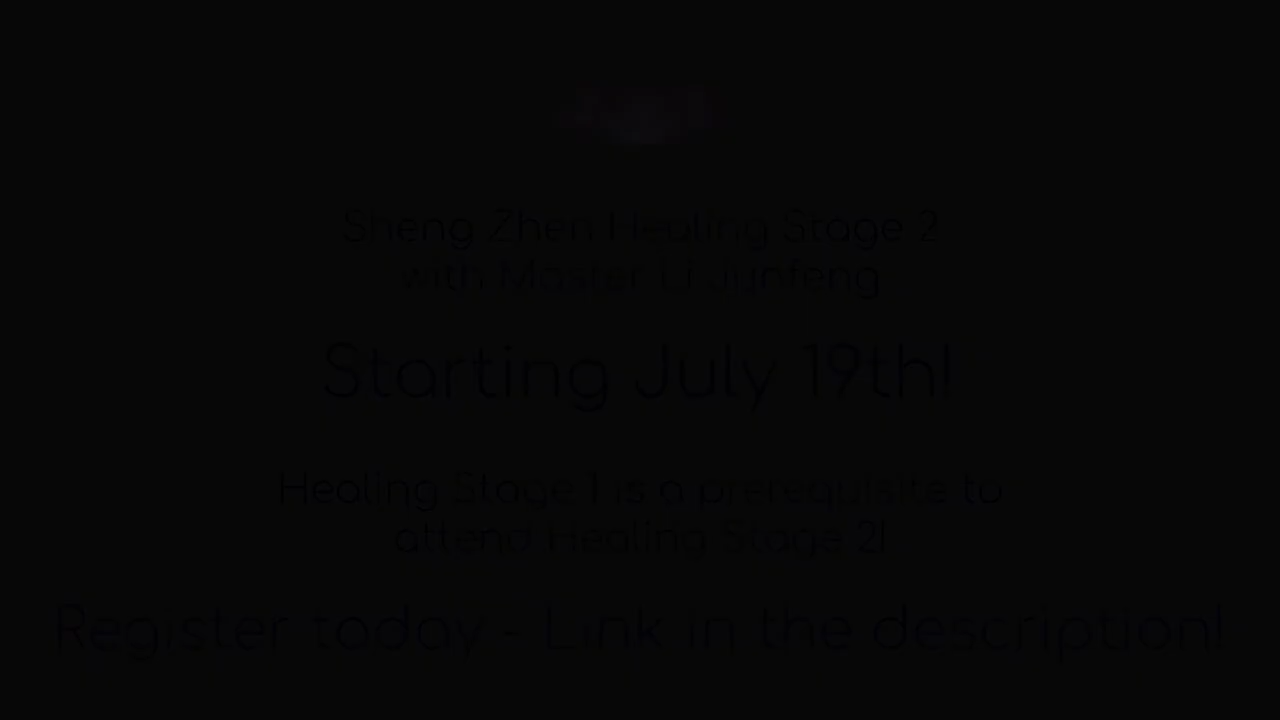 Sheng Zhen Healing Stage 2
with Master Li Junfeng
Starting July 19th!
Healing Stage 1 is a prerequisite to
attend Healing Stage 2!
Register today - Link in the description!